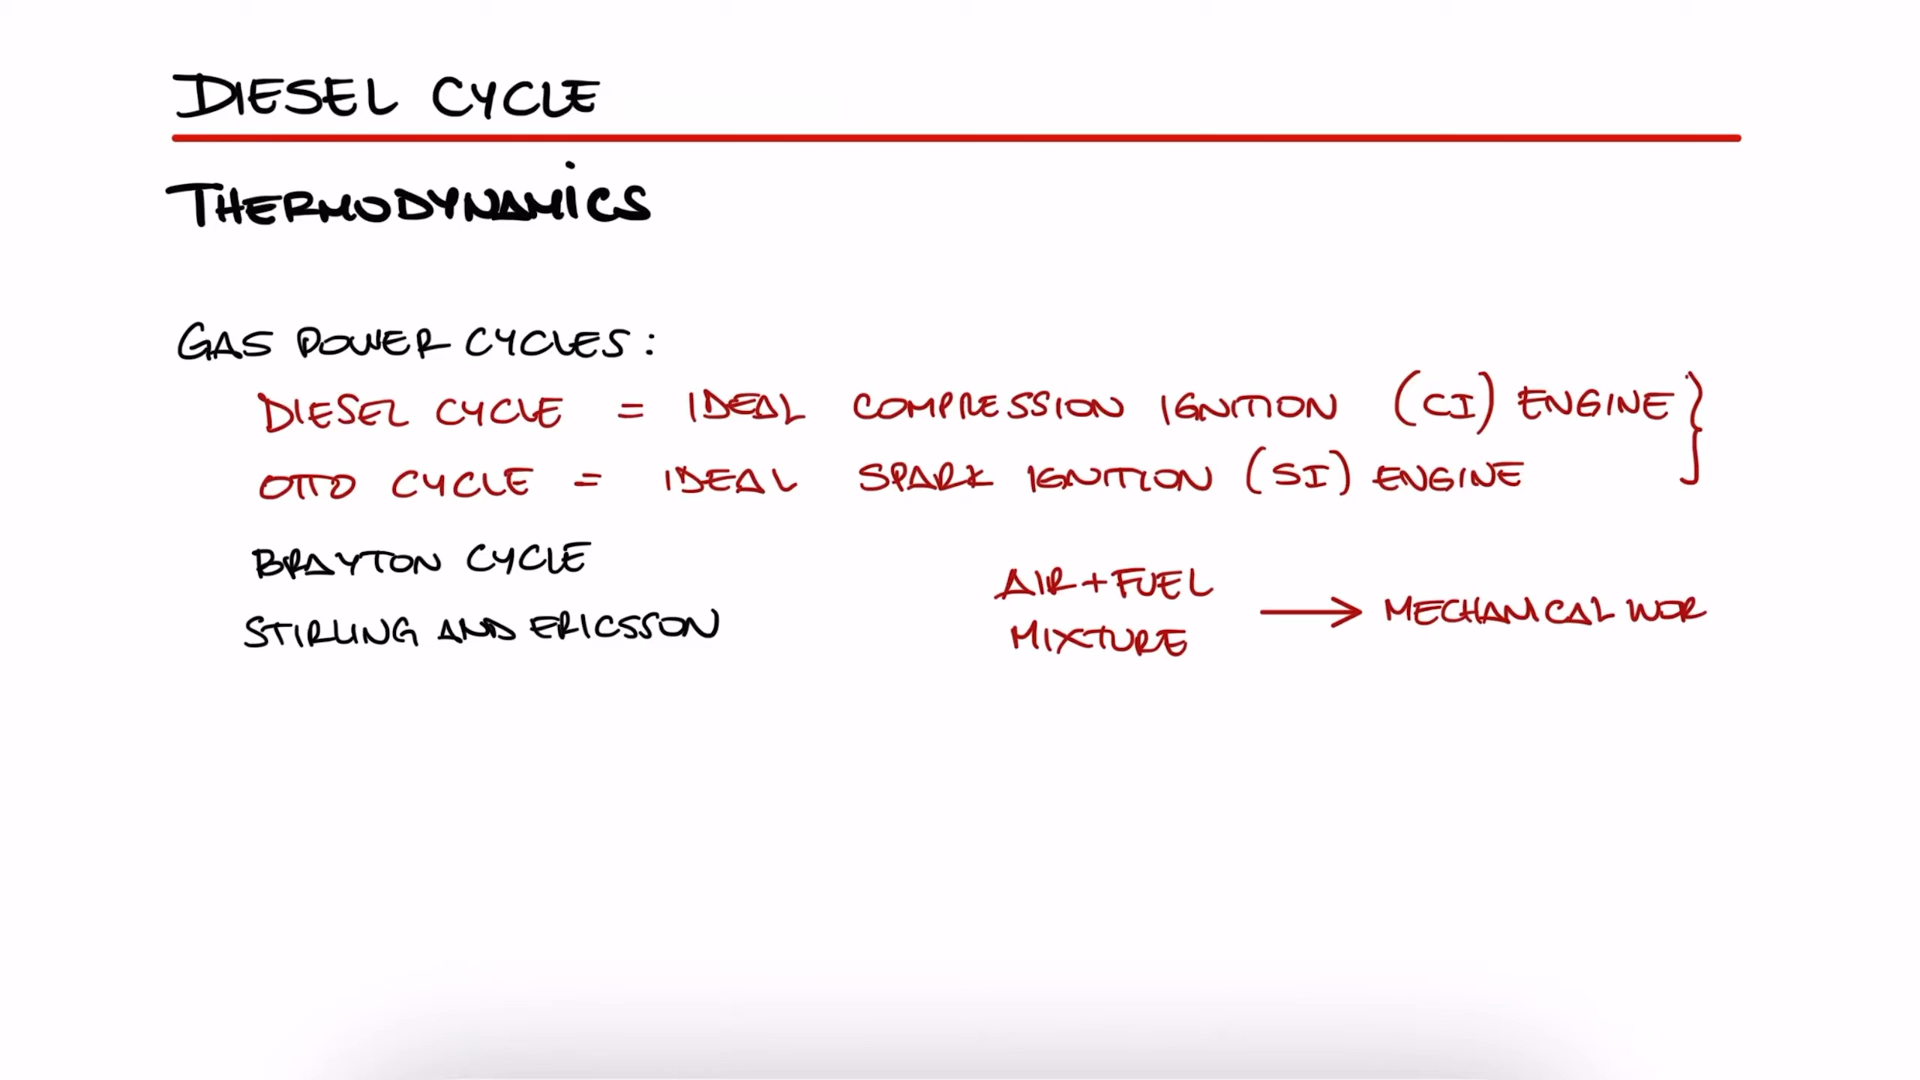 DIESEL CYCLE
THERMODYNAMICS
GAS POWER CYCLES:
DIESEL CYCLE = IDEAL COMPRESSION IGNITION (CI) ENGINE
OTTO CYCLE = IDEAL SPARK IGNITION (SI) ENGINE
BRAYTON CYCLE
STIRLING AND ERICSSON
AIR+FUEL
MIXTURE → MECHANICAL WOR